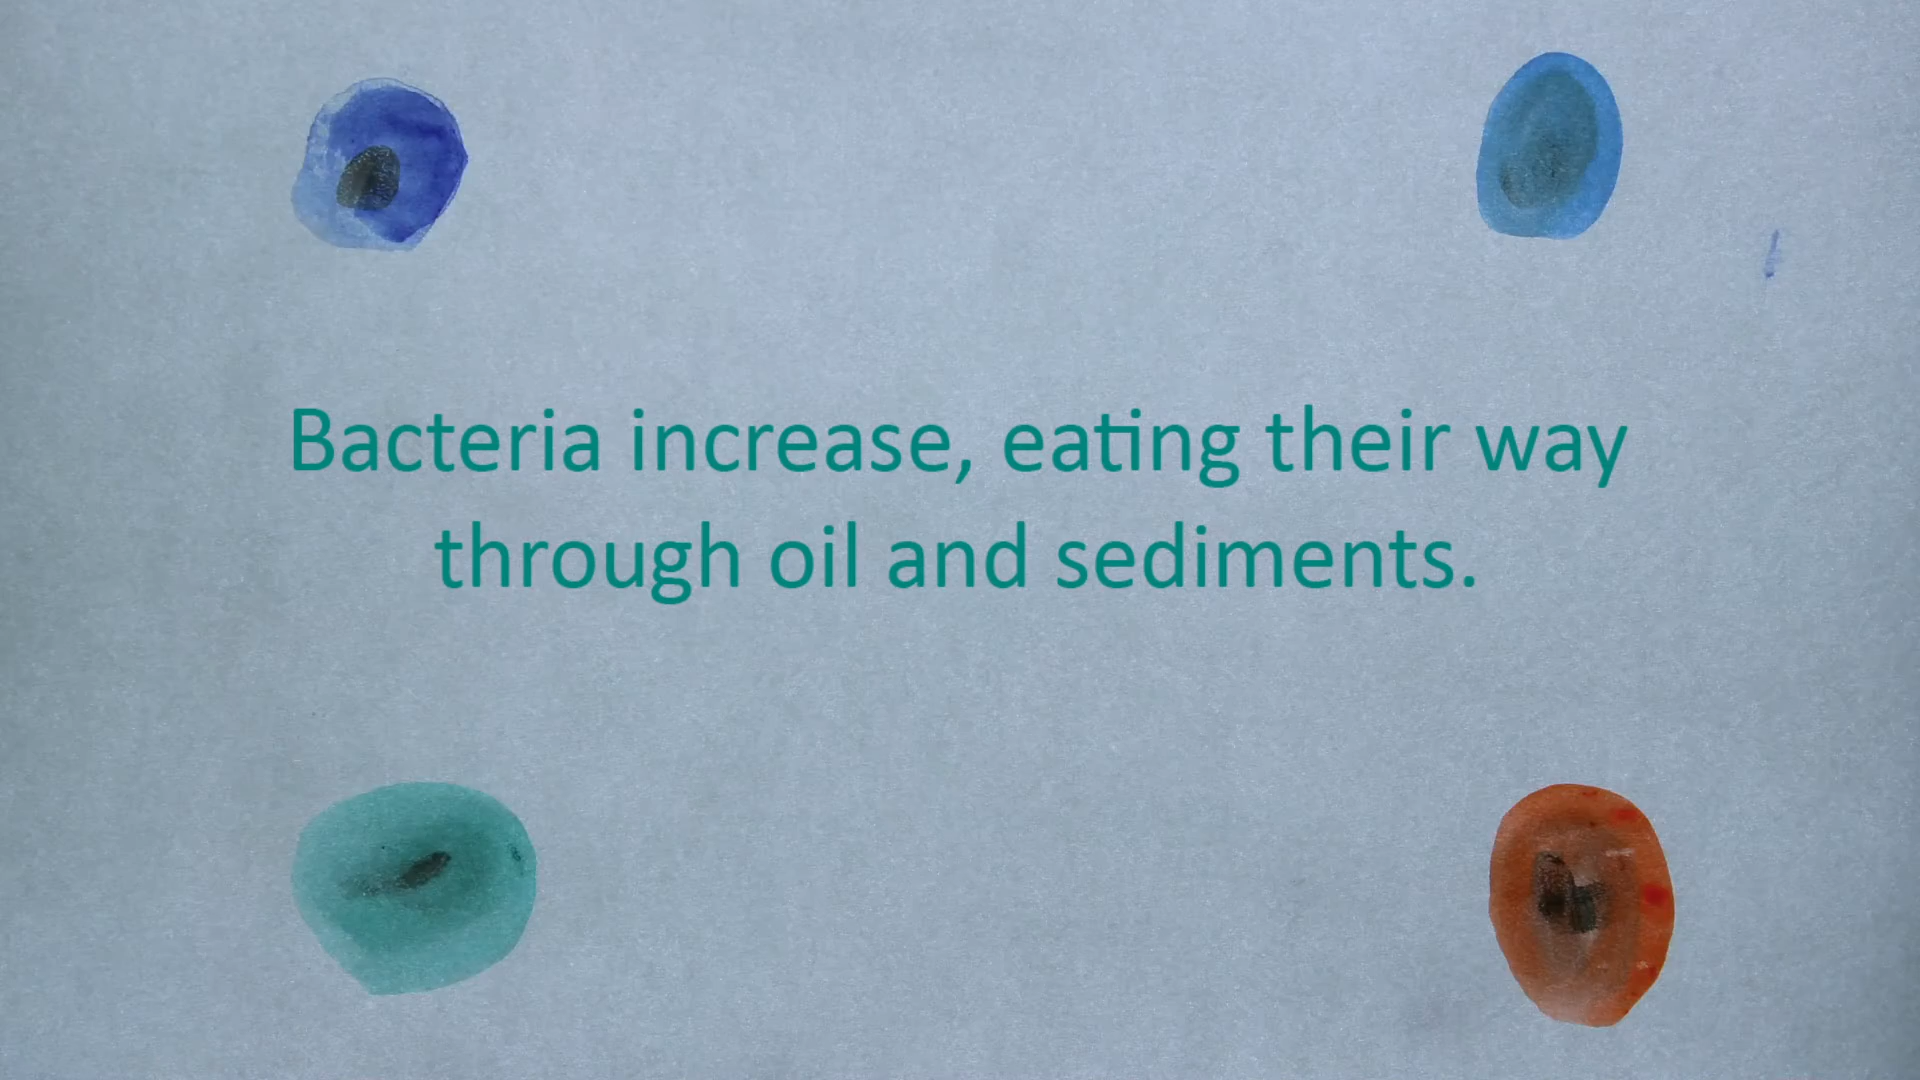 Bacteria increase, eating their way
through oil and sediments.